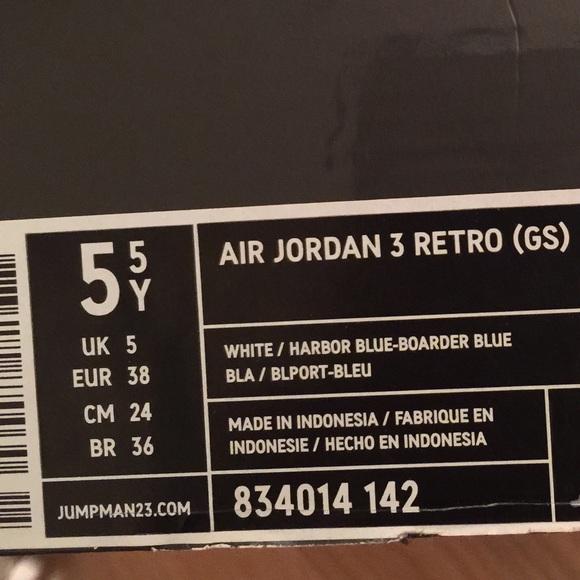 5 5 Y
UK 5
EUR 38
CM 24
BR 36
JUMPMAN23.COM
AIR JORDAN 3 RETRO (GS)
WHITE / HARBOR BLUE-BOARDER BLUE
BLA / BLPORT-BLEU
MADE IN INDONESIA / FABRIQUE EN
INDONESIE / HECHO EN INDONESIA
834014 142